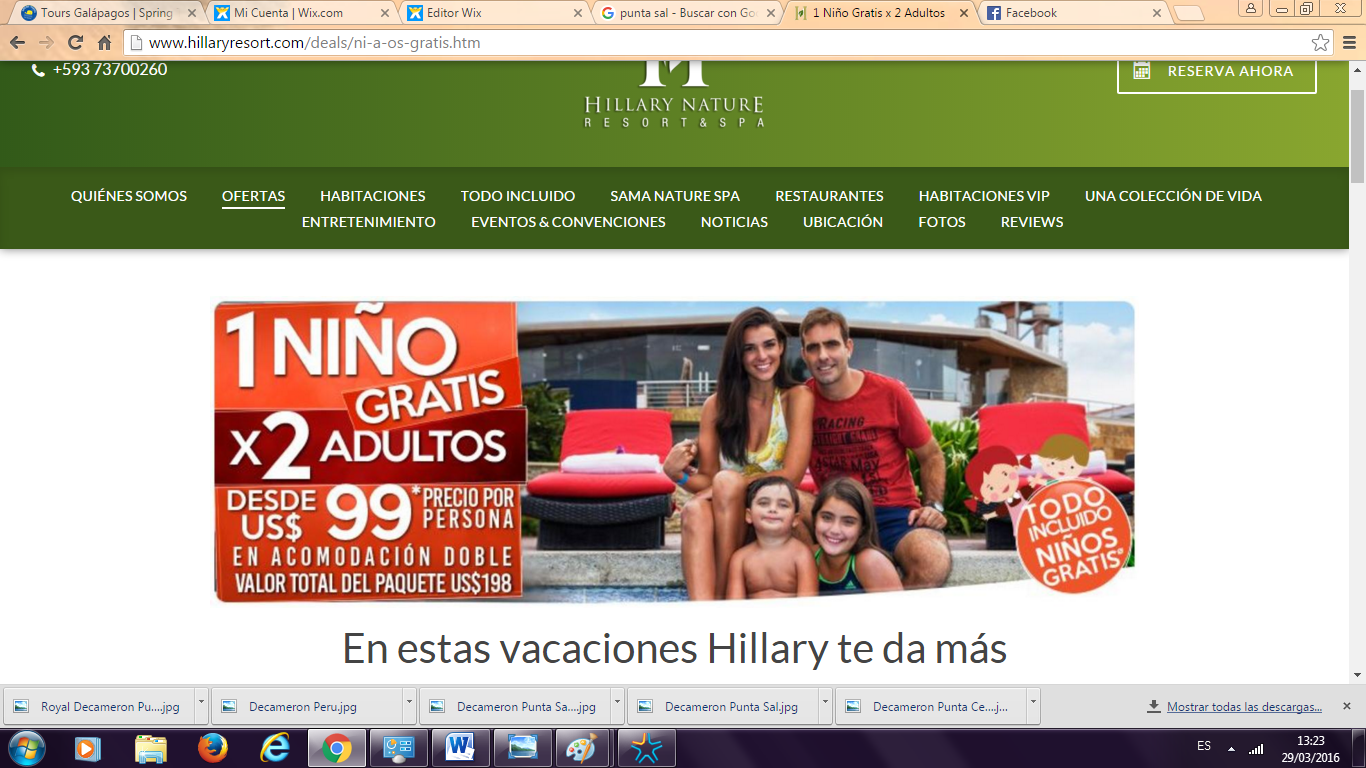 Tours Galápagos | Spring
Mi Cuenta | Wix.com
Editor Wix
punta sal - Buscar con Goo
1 Niño Gratis x 2 Adultos
Facebook
www.hillaryresort.com/deals/ni-a-os-gratis.htm
+593 73700260
HILLARY NATURE
RESORT & SPA
RESERVA AHORA
QUIÉNES SOMOS OFERTAS HABITACIONES TODO INCLUIDO SAMA NATURE SPA RESTAURANTES HABITACIONES VIP UNA COLECCIÓN DE VIDA
ENTRETENIMIENTO EVENTOS & CONVENCIONES NOTICIAS UBICACIÓN FOTOS REVIEWS
1 NIÑO
GRATIS
X2 ADULTOS
DESDE US$ 99 *PRECIO POR PERSONA
EN ACOMODACIÓN DOBLE
VALOR TOTAL DEL PAQUETE US$198
RACING
TODO
INCLUIDO
NIÑOS
GRATIS*
En estas vacaciones Hillary te da más
Royal Decameron Pu....jpg
Decameron Peru.jpg
Decameron Punta Sa....jpg
Decameron Punta Sal.jpg
Decameron Punta Ce....j...
Mostrar todas las descargas...
ES
13:23
29/03/2016